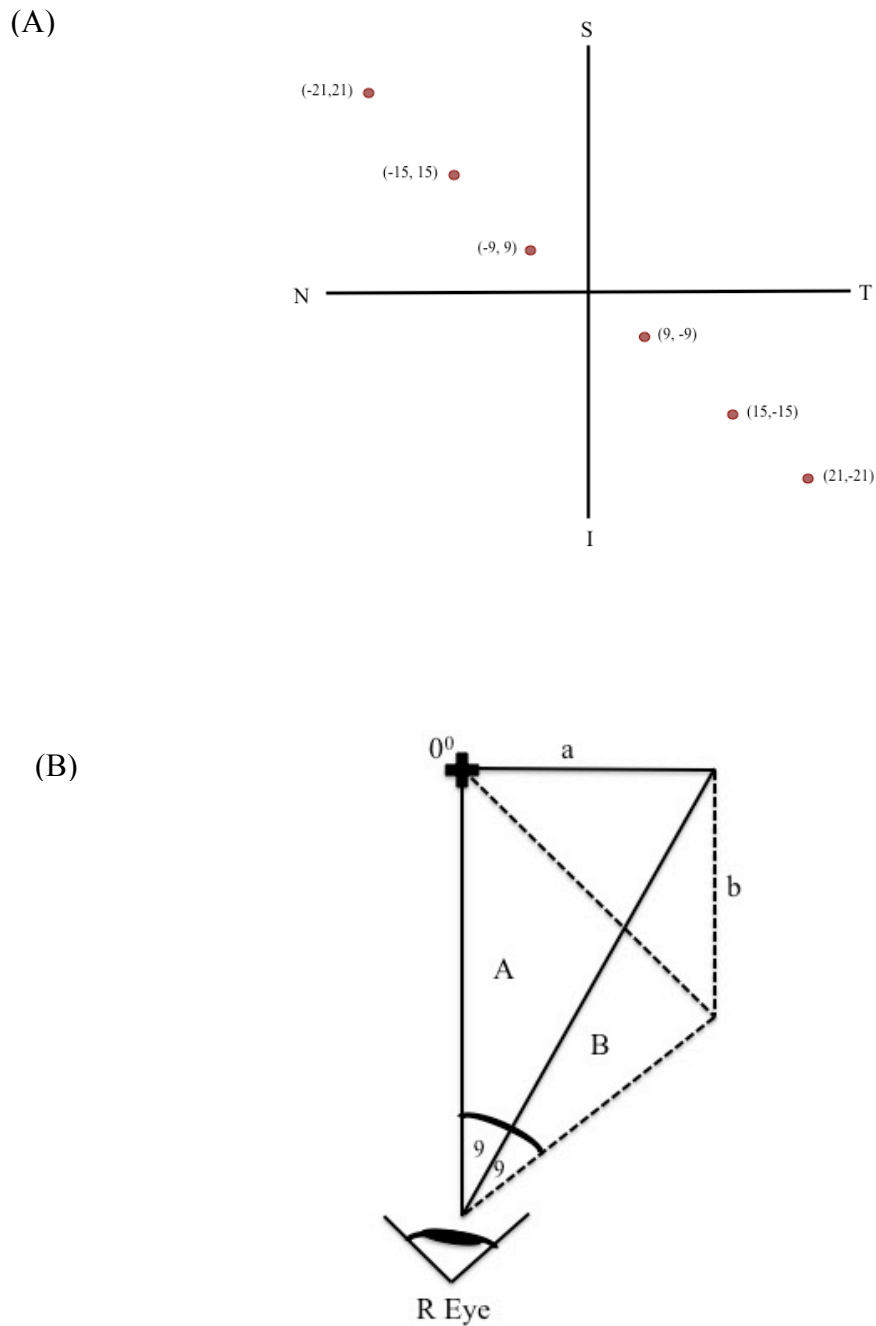 (A)
S
(-21,21)
(-15, 15)
(-9, 9)
N
T
(9, -9)
(15,-15)
(21,-21)
I
(B)
0⁰
a
b
A
B
9
9
R Eye